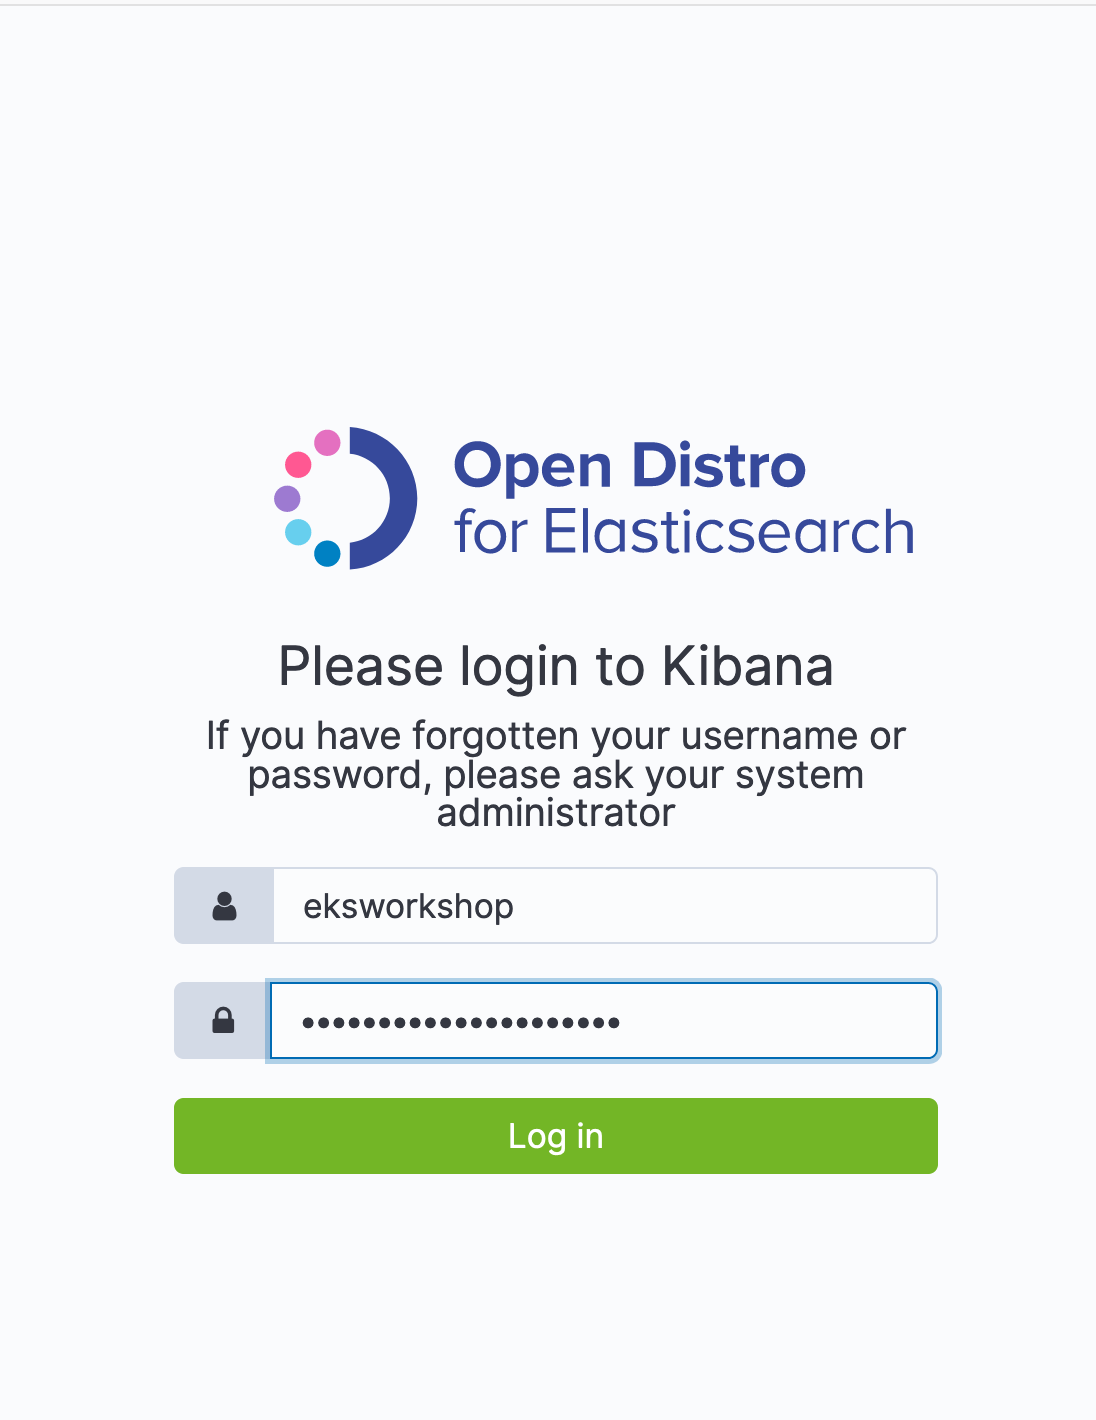 Open Distro
for Elasticsearch
Please login to Kibana
If you have forgotten your username or
password, please ask your system
administrator
eksworkshop
•••••••••••••••••••••
Log in